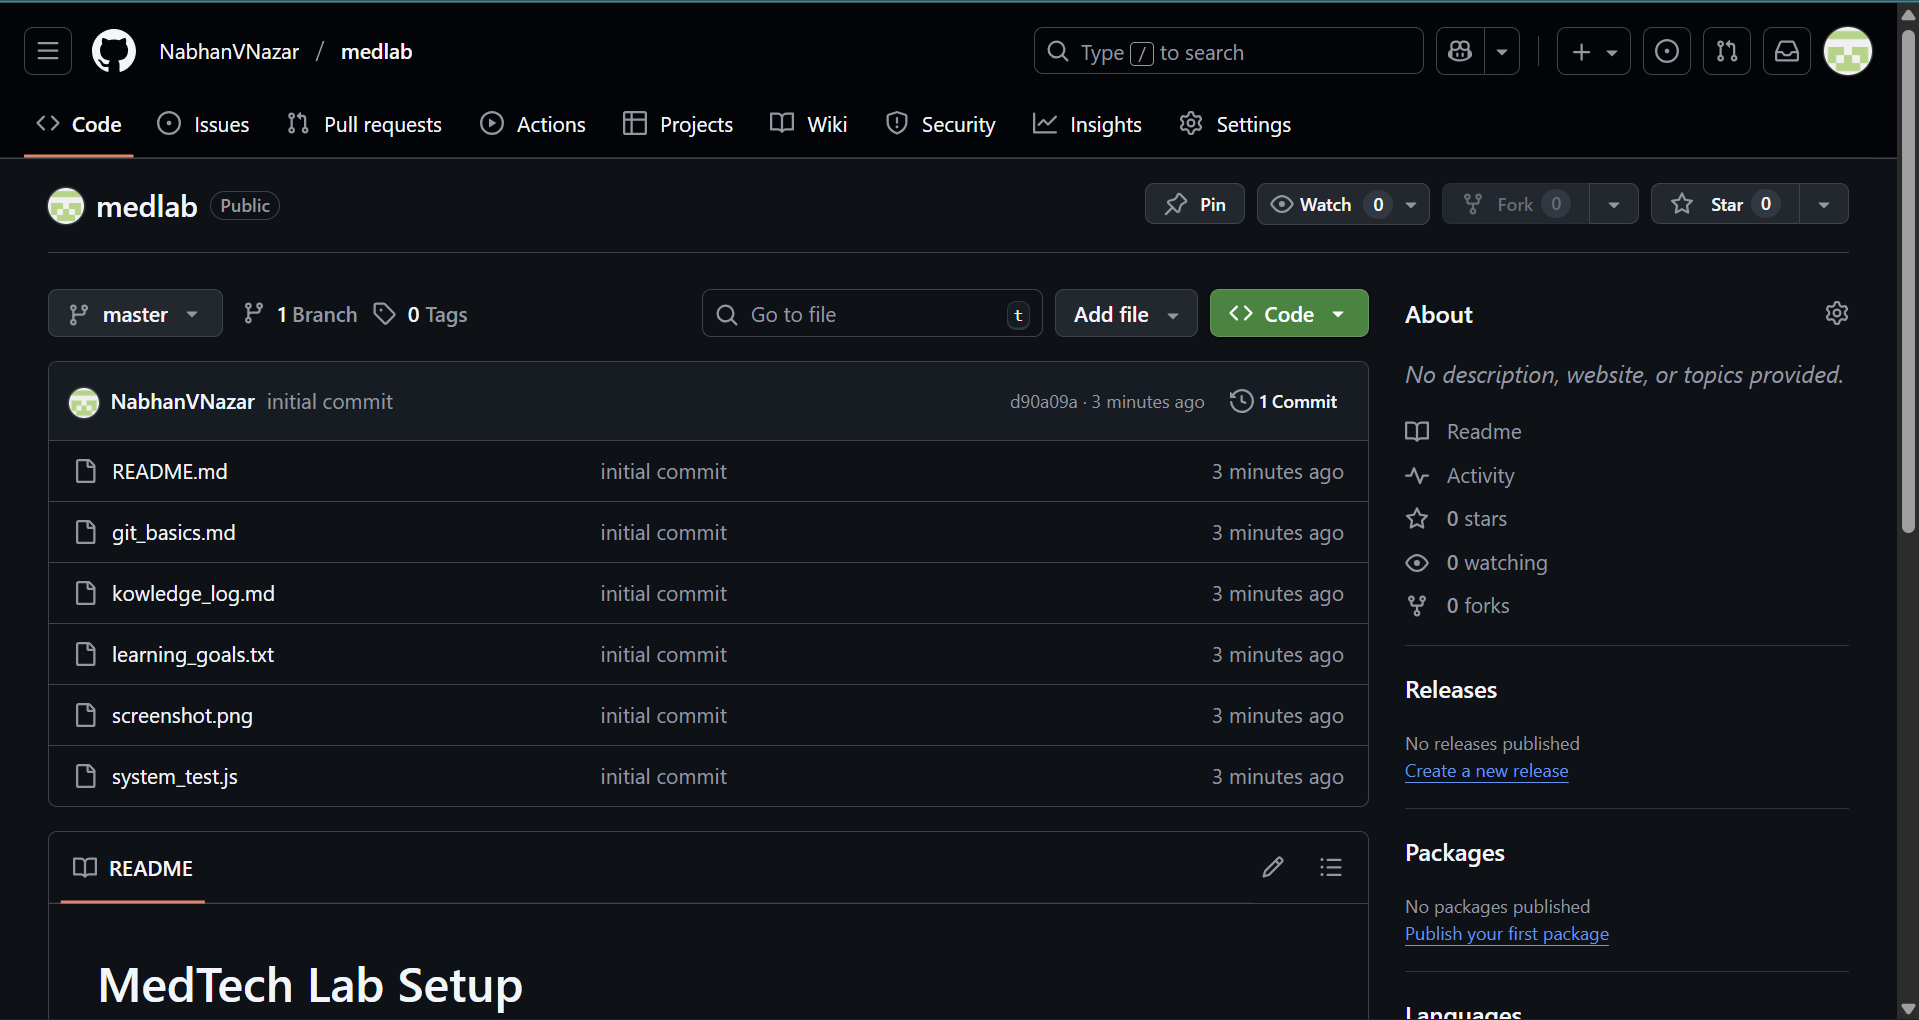 NabhanVNazar / medlab
Type / to search
Code Issues Pull requests Actions Projects Wiki Security Insights Settings
medlab Public
Pin Watch 0 Fork 0 Star 0
master 1 Branch 0 Tags Go to file t Add file Code
NabhanVNazar initial commit d90a09a · 3 minutes ago 1 Commit
README.md initial commit 3 minutes ago
git_basics.md initial commit 3 minutes ago
kowledge_log.md initial commit 3 minutes ago
learning_goals.txt initial commit 3 minutes ago
screenshot.png initial commit 3 minutes ago
system_test.js initial commit 3 minutes ago
README
MedTech Lab Setup
About
No description, website, or topics provided.
Readme
Activity
0 stars
0 watching
0 forks
Releases
No releases published
Create a new release
Packages
No packages published
Publish your first package
Languages